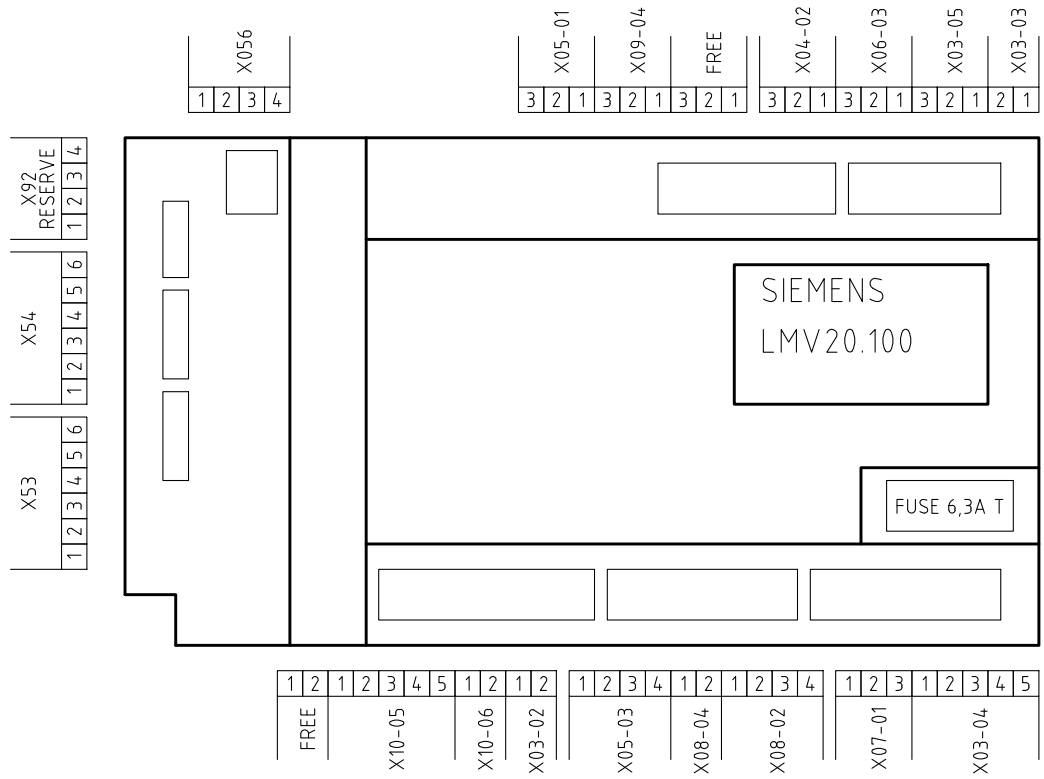 X056
1 2 3 4
X05-01 X09-04 FREE X04-02 X06-03 X03-05 X03-03
3 2 1 3 2 1 3 2 1 3 2 1 3 2 1 3 2 1 2 1
X92
RESERVE
1 2 3 4
X54
1 2 3 4 5 6
X53
1 2 3 4 5 6
SIEMENS
LMV20.100
FUSE 6,3A T
1 2 1 2 3 4 5 1 2 1 2 1 2 3 4 1 2 1 2 3 4 1 2 3 1 2 3 4 5
FREE X10-05 X10-06 X03-02 X05-03 X08-04 X08-02 X07-01 X03-04